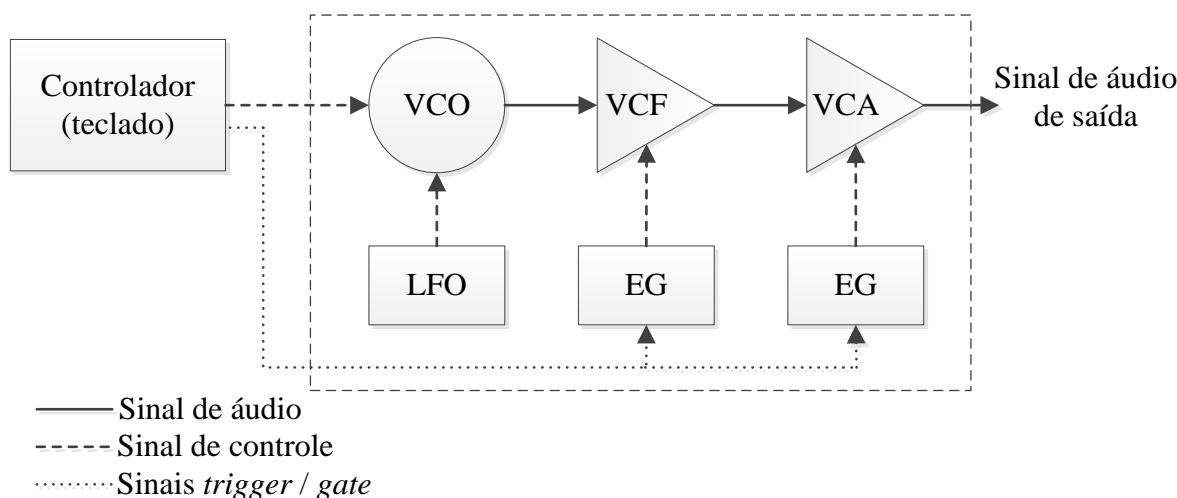 Controlador
(teclado)
VCO
VCF
VCA
Sinal de áudio
de saída
LFO
EG
EG
Sinal de áudio
Sinal de controle
Sinais trigger / gate